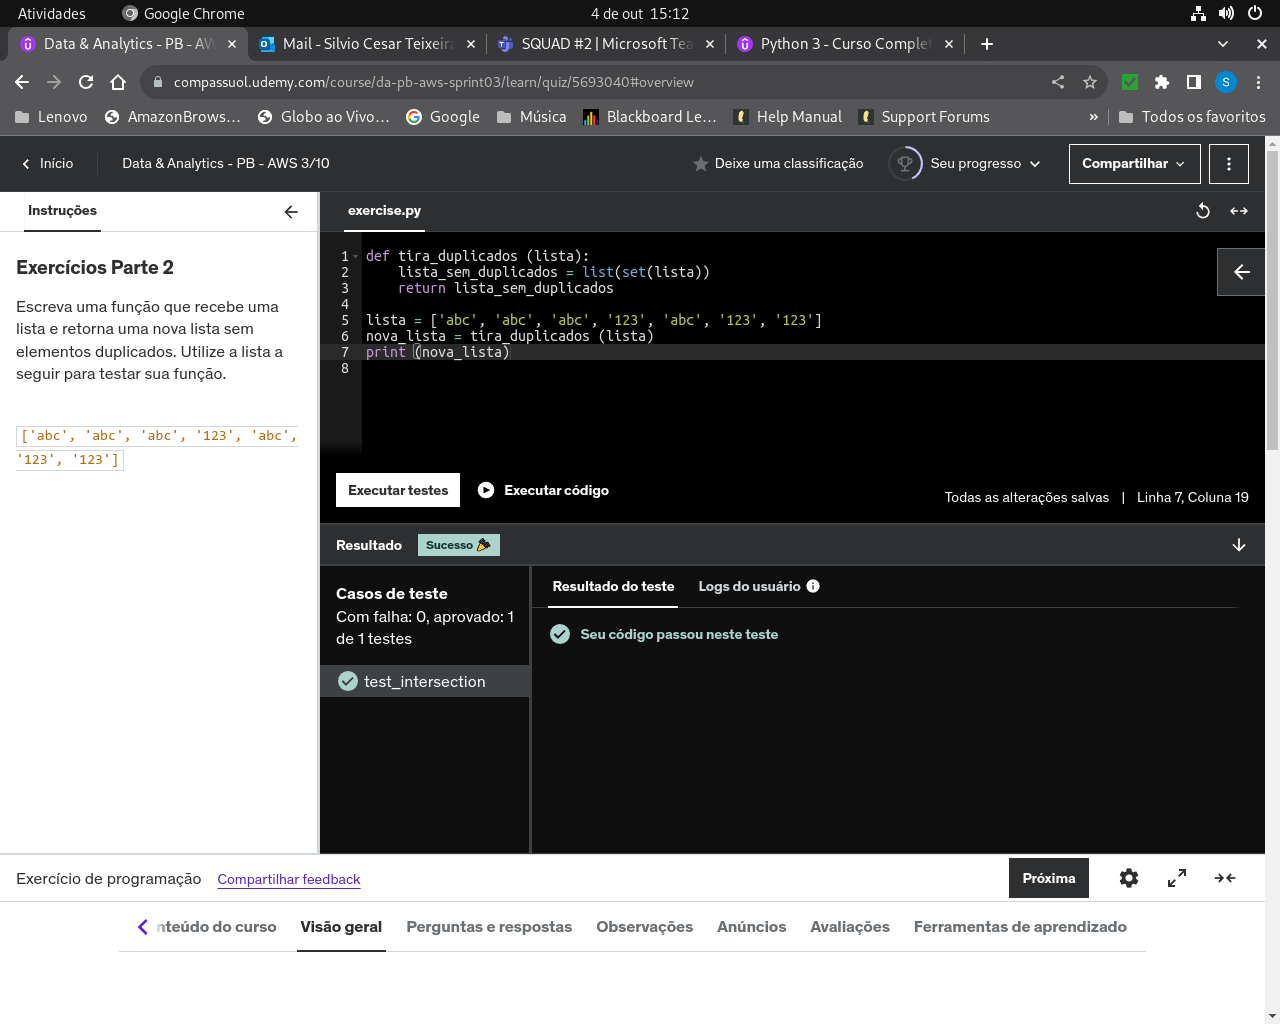 Atividades
Google Chrome
4 de out 15:12
Data & Analytics - PB - AW
Mail - Silvio Cesar Teixeira
SQUAD #2 | Microsoft Tea
Python 3 - Curso Complet
compassuol.udemy.com/course/da-pb-aws-sprint03/learn/quiz/5693040#overview
S
Lenovo
AmazonBrows...
Globo ao Vivo...
Google
Música
Blackboard Le...
Help Manual
Support Forums
»
Todos os favoritos
Início
Data & Analytics - PB - AWS 3/10
Deixe uma classificação
Seu progresso
Compartilhar
Instruções
exercise.py
Exercícios Parte 2
Escreva uma função que recebe uma
lista e retorna uma nova lista sem
elementos duplicados. Utilize a lista a
seguir para testar sua função.
['abc', 'abc', 'abc', '123', 'abc',
'123', '123']
1 def tira_duplicados (lista):
2     lista_sem_duplicados = list(set(lista))
3     return lista_sem_duplicados
4
5 lista = ['abc', 'abc', 'abc', '123', 'abc', '123', '123']
6 nova_lista = tira_duplicados (lista)
7 print (nova_lista)
8
Executar testes
Executar código
Todas as alterações salvas | Linha 7, Coluna 19
Resultado
Sucesso
Casos de teste
Com falha: 0, aprovado: 1
de 1 testes
test_intersection
Resultado do teste
Logs do usuário
Seu código passou neste teste
Exercício de programação
Compartilhar feedback
Próxima
nteúdo do curso
Visão geral
Perguntas e respostas
Observações
Anúncios
Avaliações
Ferramentas de aprendizado